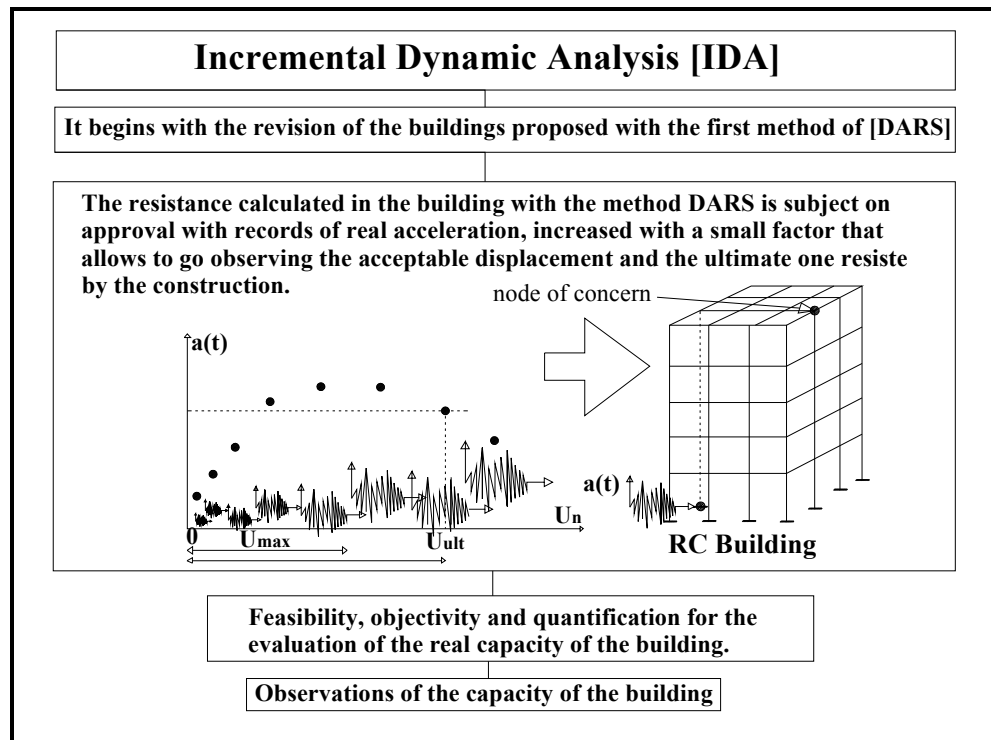 Incremental Dynamic Analysis [IDA]
It begins with the revision of the buildings proposed with the first method of [DARS]
The resistance calculated in the building with the method DARS is subject on
approval with records of real acceleration, increased with a small factor that
allows to go observing the acceptable displacement and the ultimate one resiste
by the construction.
node of concern
a(t)
a(t)
0
Umax
Uult
Un
RC Building
Feasibility, objectivity and quantification for the
evaluation of the real capacity of the building.
Observations of the capacity of the building